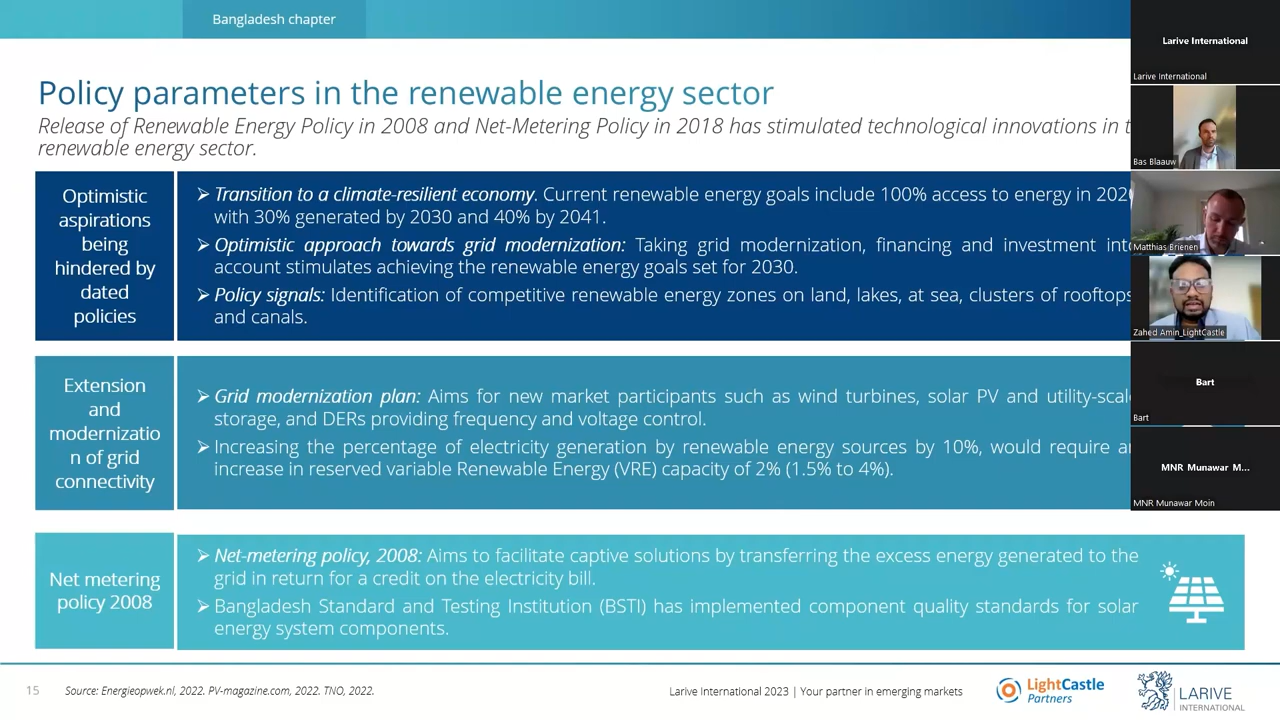 Bangladesh chapter
Policy parameters in the renewable energy sector
Release of Renewable Energy Policy in 2008 and Net-Metering Policy in 2018 has stimulated technological innovations in
renewable energy sector.
Optimistic
aspirations
being
hindered by
dated
policies
➢ Transition to a climate-resilient economy. Current renewable energy goals include 100% access to energy in
with 30% generated by 2030 and 40% by 2041.
➢ Optimistic approach towards grid modernization: Taking grid modernization, financing and investment
account stimulates achieving the renewable energy goals set for 2030.
➢ Policy signals: Identification of competitive renewable energy zones on land, lakes, at sea, clusters of rooftops
and canals.
Extension
and
modernizatio
n of grid
connectivity
➢ Grid modernization plan: Aims for new market participants such as wind turbines, solar PV and
storage, and DERs providing frequency and voltage control.
➢ Increasing the percentage of electricity generation by renewable energy sources by 10%, would require
increase in reserved variable Renewable Energy (VRE) capacity of 2% (1.5% to 4%).
Net metering
policy 2008
➢ Net-metering policy, 2008: Aims to facilitate captive solutions by transferring the excess energy generated to the
grid in return for a credit on the electricity bill.
➢ Bangladesh Standard and Testing Institution (BSTI) has implemented component quality standards for solar
energy system components.
15
Source: Energieopwek.nl, 2022. PV-magazine.com, 2022. TNO, 2022.
Larive International 2023 | Your partner in emerging markets
LightCastle
Partners
LARIVE
INTERNATIONAL
Larive International
Larive International
Bas Blaauw
Matthias Brienen
Zahed Amin_LightCastle
Bart
Bart
MNR Munawar M...
MNR Munawar Moin